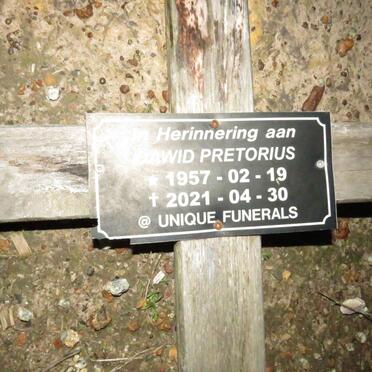 In Herinnering aan
DAWID PRETORIUS
* 1957 - 02 - 19
† 2021 - 04 - 30
@ UNIQUE FUNERALS